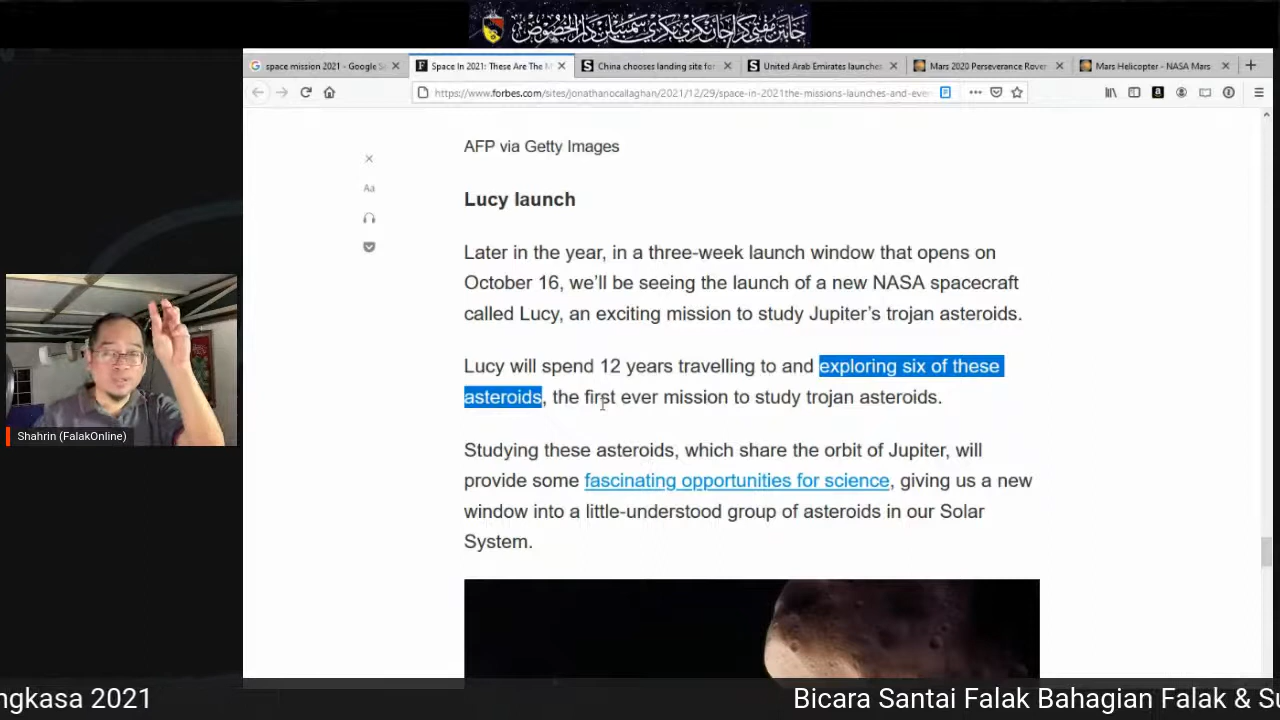 space mission 2021 - Google S
Space In 2021: These Are The M
China chooses landing site for
United Arab Emirates launches
Mars 2020 Perseverance Rover
Mars Helicopter - NASA Mars
https://www.forbes.com/sites/jonathanocallaghan/2021/12/29/space-in-2021the-missions-launches-and-ever
AFP via Getty Images
Aa
Lucy launch
Later in the year, in a three-week launch window that opens on
October 16, we'll be seeing the launch of a new NASA spacecraft
called Lucy, an exciting mission to study Jupiter's trojan asteroids.
Lucy will spend 12 years travelling to and exploring six of these
asteroids, the first ever mission to study trojan asteroids.
Studying these asteroids, which share the orbit of Jupiter, will
provide some fascinating opportunities for science, giving us a new
window into a little-understood group of asteroids in our Solar
System.
Shahrin (FalakOnline)
ngkasa 2021
Bicara Santai Falak Bahagian Falak & Su